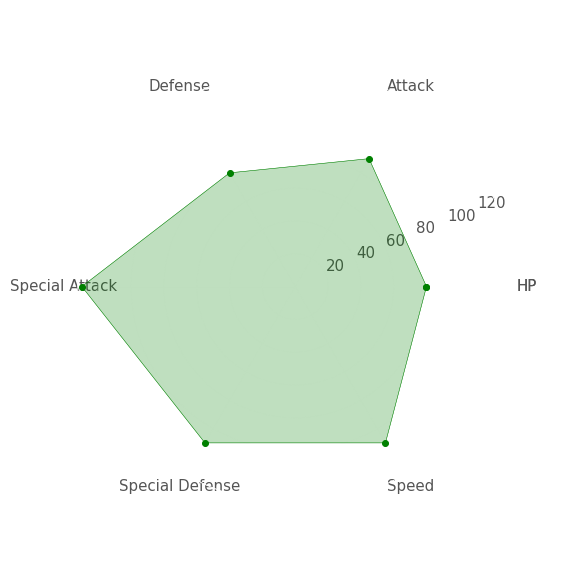 Defense
Attack
120
100
80
60
40
20
Special Attack
HP
Special Defense
Speed